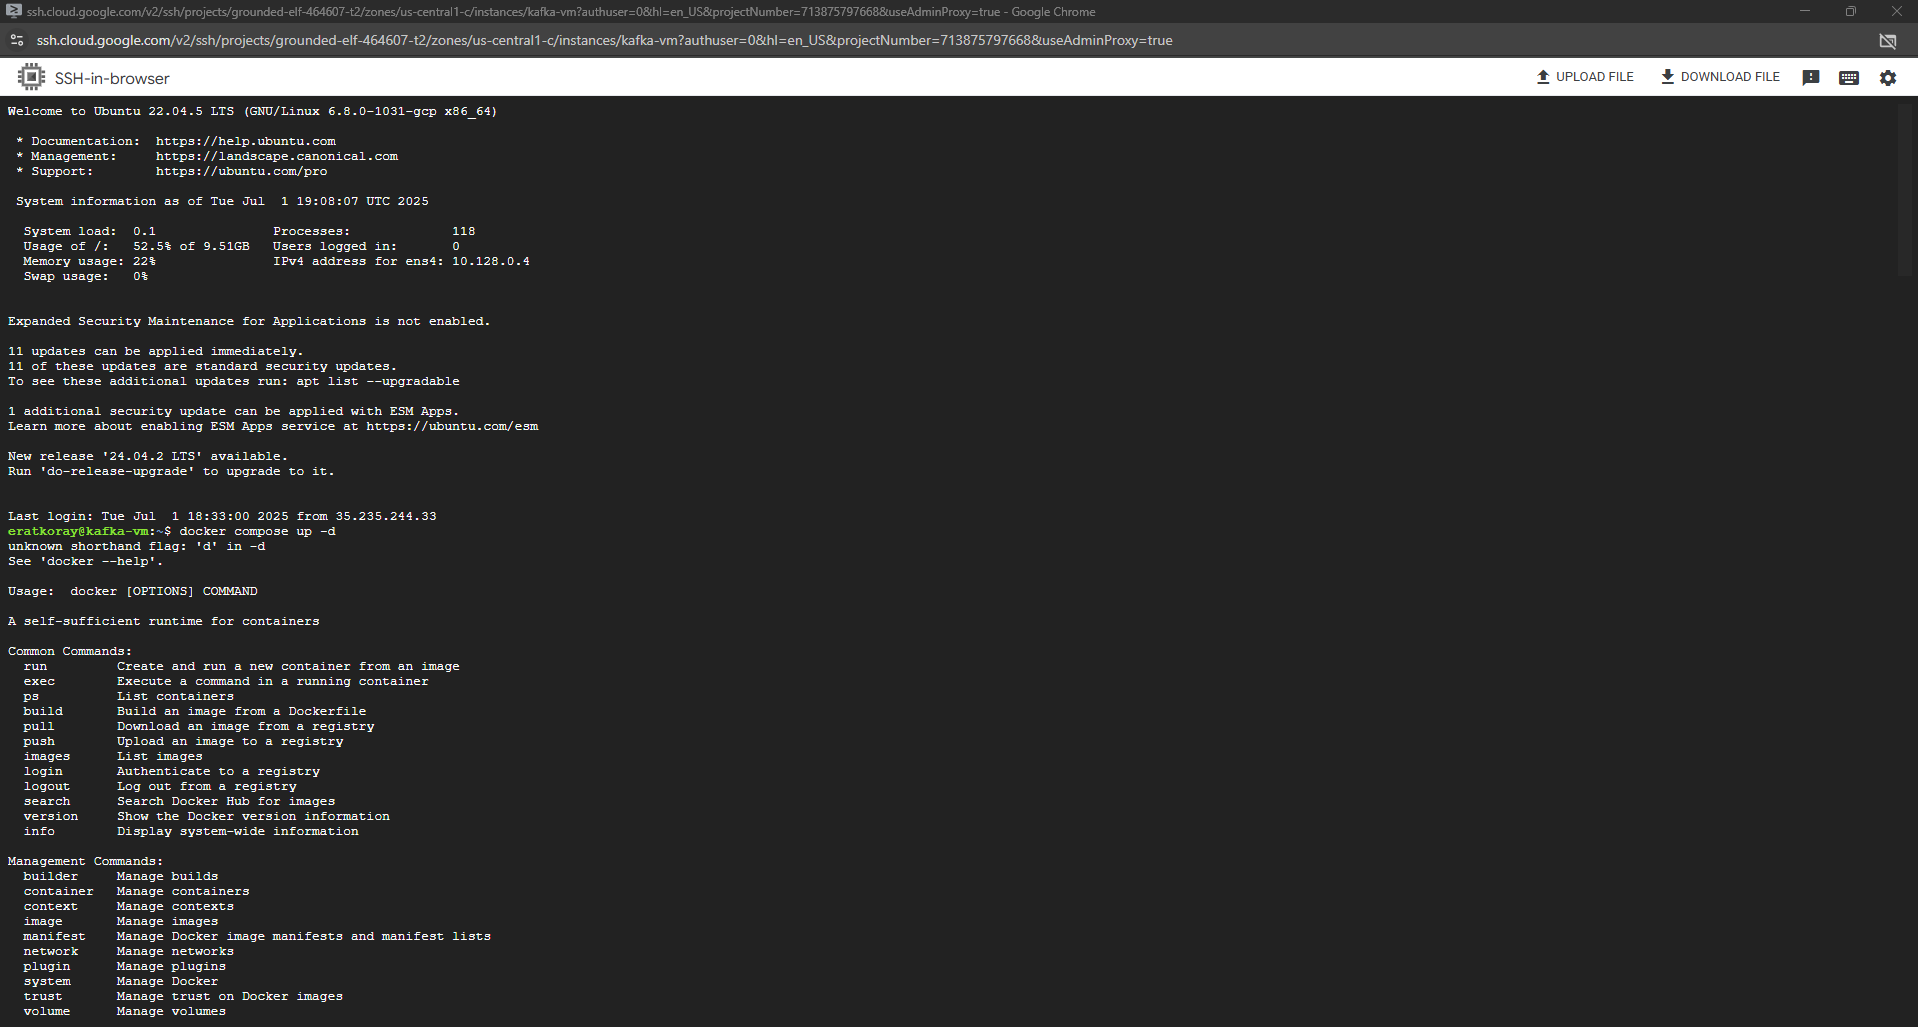 ssh.cloud.google.com/v2/ssh/projects/grounded-elf-464607-t2/zones/us-central1-c/instances/kafka-vm?authuser=0&hl=en_US&projectNumber=713875797668&useAdminProxy=true - Google Chrome
ssh.cloud.google.com/v2/ssh/projects/grounded-elf-464607-t2/zones/us-central1-c/instances/kafka-vm?authuser=0&hl=en_US&projectNumber=713875797668&useAdminProxy=true
SSH-in-browser UPLOAD FILE DOWNLOAD FILE
Welcome to Ubuntu 22.04.5 LTS (GNU/Linux 6.8.0-1031-gcp x86_64)
* Documentation: https://help.ubuntu.com
* Management: https://landscape.canonical.com
* Support: https://ubuntu.com/pro
System information as of Tue Jul 1 19:08:07 UTC 2025
System load: 0.1 Processes: 118
Usage of /: 52.5% of 9.51GB Users logged in: 0
Memory usage: 22% IPv4 address for ens4: 10.128.0.4
Swap usage: 0%
Expanded Security Maintenance for Applications is not enabled.
11 updates can be applied immediately.
11 of these updates are standard security updates.
To see these additional updates run: apt list --upgradable
1 additional security update can be applied with ESM Apps.
Learn more about enabling ESM Apps service at https://ubuntu.com/esm
New release '24.04.2 LTS' available.
Run 'do-release-upgrade' to upgrade to it.
Last login: Tue Jul 1 18:33:00 2025 from 35.235.244.33
eratkoray@kafka-vm:~$ docker compose up -d
unknown shorthand flag: 'd' in -d
See 'docker --help'.
Usage: docker [OPTIONS] COMMAND
A self-sufficient runtime for containers
Common Commands:
run Create and run a new container from an image
exec Execute a command in a running container
ps List containers
build Build an image from a Dockerfile
pull Download an image from a registry
push Upload an image to a registry
images List images
login Authenticate to a registry
logout Log out from a registry
search Search Docker Hub for images
version Show the Docker version information
info Display system-wide information
Management Commands:
builder Manage builds
container Manage containers
context Manage contexts
image Manage images
manifest Manage Docker image manifests and manifest lists
network Manage networks
plugin Manage plugins
system Manage Docker
trust Manage trust on Docker images
volume Manage volumes